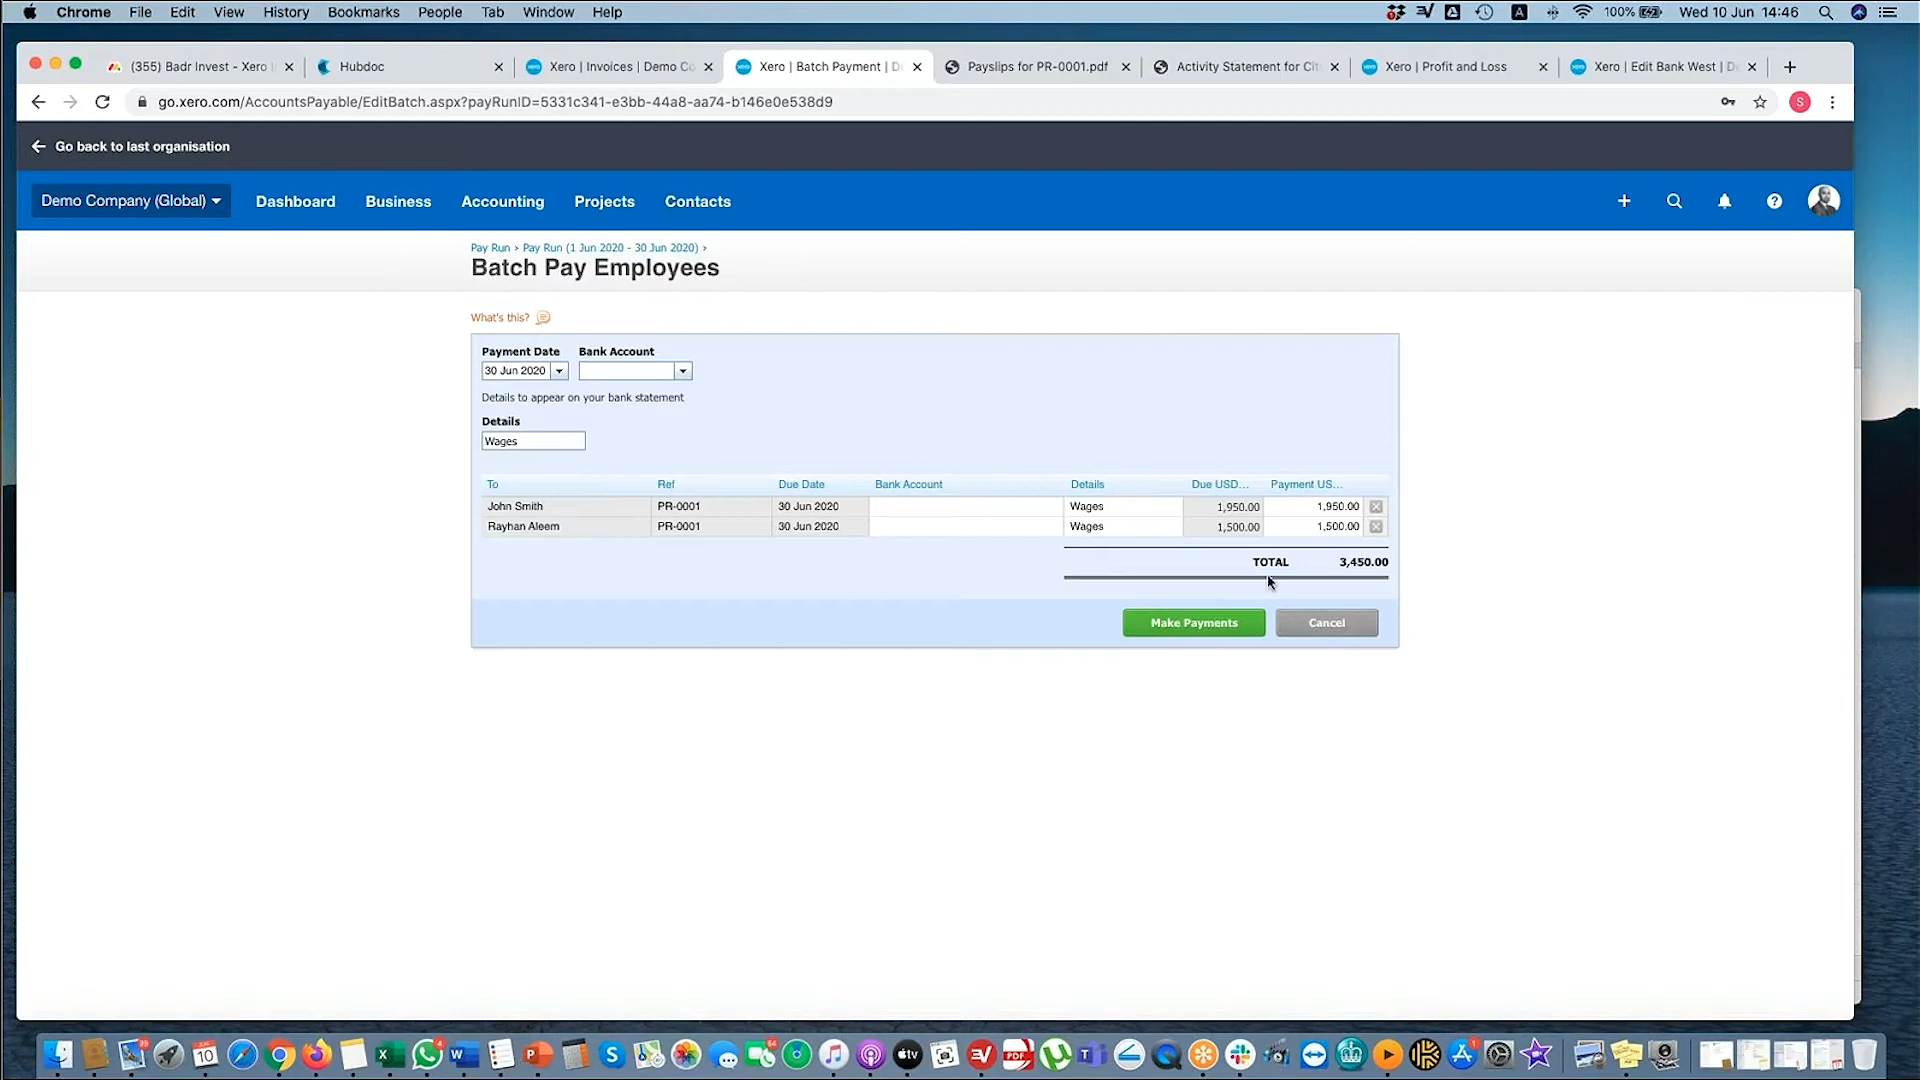 Chrome File Edit View History Bookmarks People Tab Window Help
100% Wed 10 Jun 14:46
(355) Badr Invest - Xero
Hubdoc
Xero | Invoices | Demo Co
Xero | Batch Payment | D
Payslips for PR-0001.pdf
Activity Statement for Cit
Xero | Profit and Loss
Xero | Edit Bank West | D
go.xero.com/AccountsPayable/EditBatch.aspx?payRunID=5331c341-e3bb-44a8-aa74-b146e0e538d9
S
Go back to last organisation
Demo Company (Global) Dashboard Business Accounting Projects Contacts
Pay Run › Pay Run (1 Jun 2020 - 30 Jun 2020) ›
Batch Pay Employees
What's this?
Payment Date Bank Account
30 Jun 2020
Details to appear on your bank statement
Details
Wages
To Ref Due Date Bank Account Details Due USD... Payment US...
John Smith PR-0001 30 Jun 2020 Wages 1,950.00 1,950.00
Rayhan Aleem PR-0001 30 Jun 2020 Wages 1,500.00 1,500.00
TOTAL 3,450.00
Make Payments Cancel